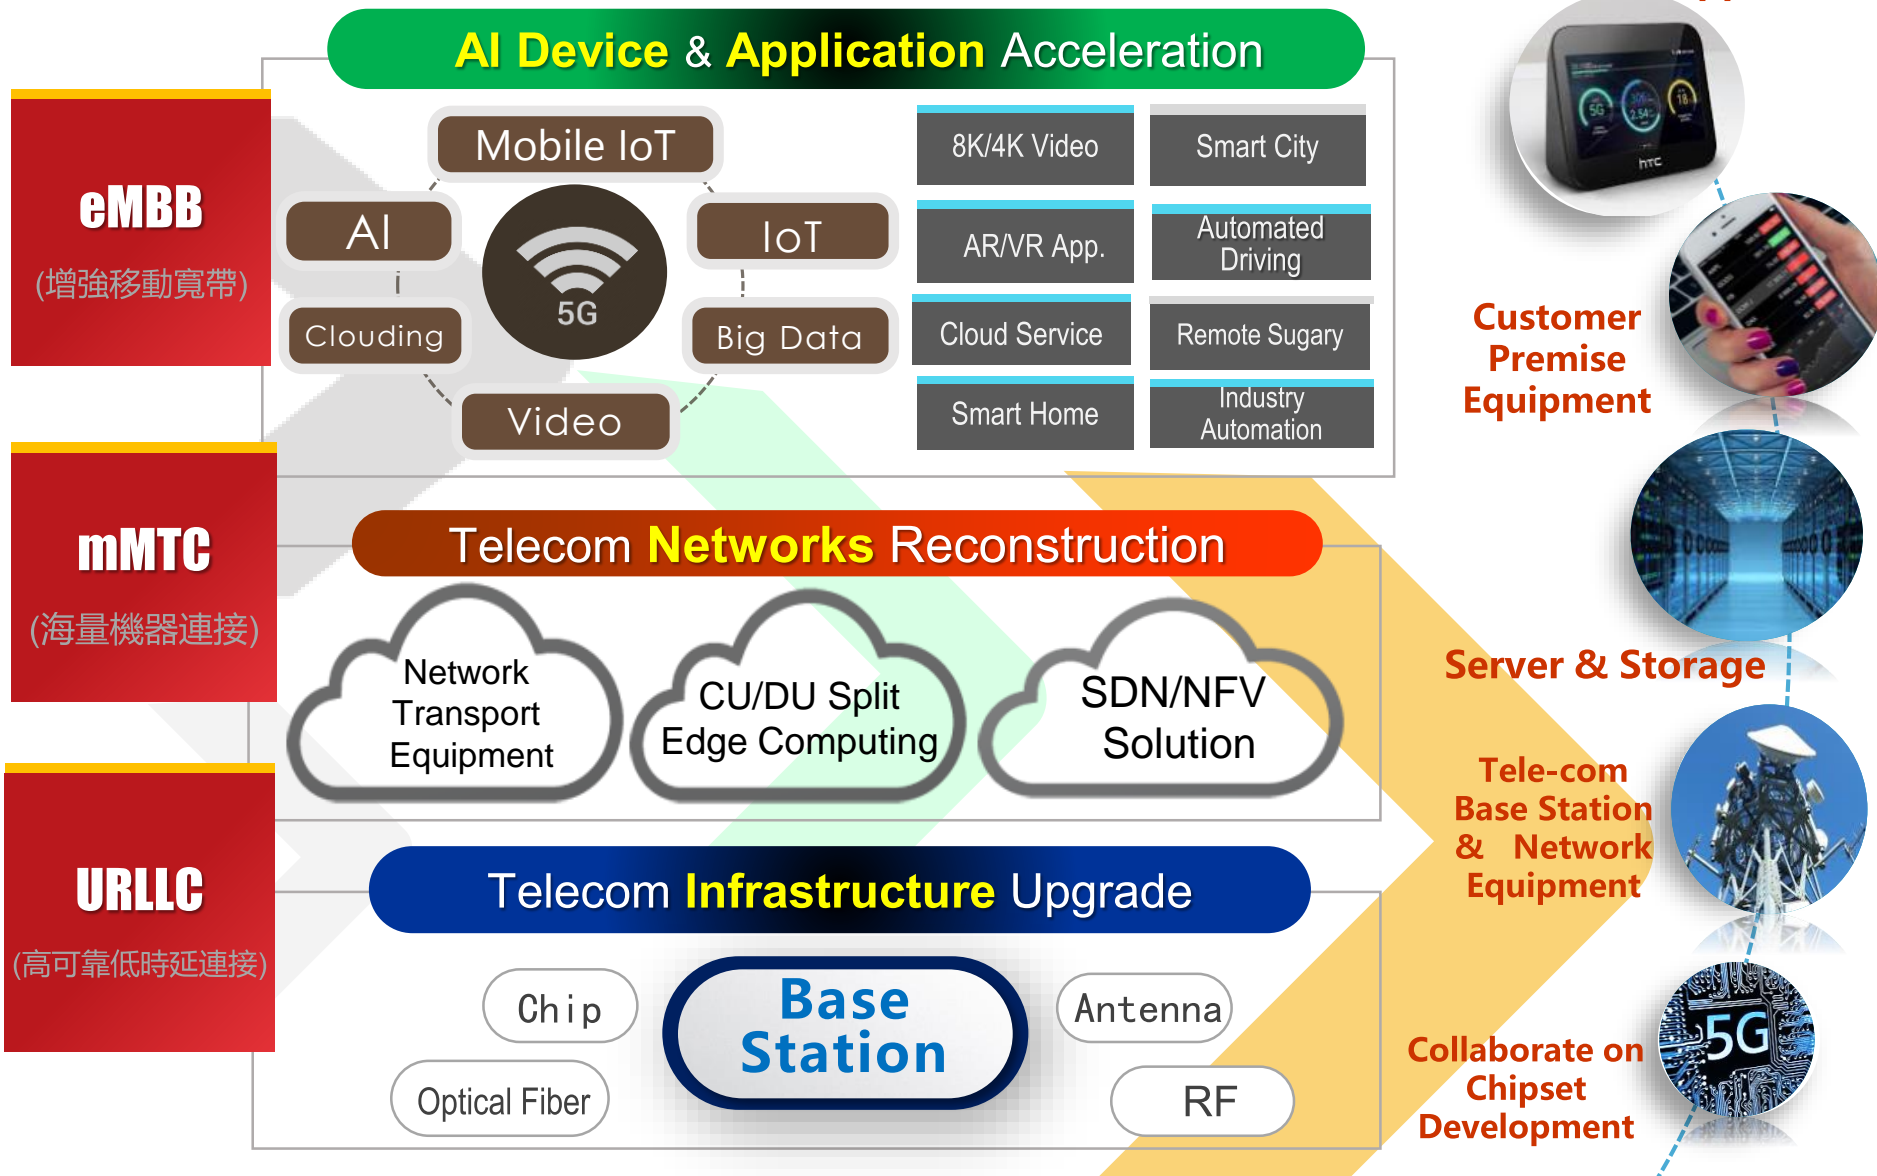 AI Device & Application Acceleration
eMBB
(增強移動寬帶)
Mobile IoT
AI
IoT
5G
Clouding
Big Data
Video
8K/4K Video
Smart City
AR/VR App.
Automated
Driving
Cloud Service
Remote Sugary
Smart Home
Industry
Automation
mMTC
(海量機器連接)
Telecom Networks Reconstruction
Network
Transport
Equipment
CU/DU Split
Edge Computing
SDN/NFV
Solution
URLLC
(高可靠低時延連接)
Telecom Infrastructure Upgrade
Chip
Base
Station
Antenna
Optical Fiber
RF
5G
18
hTC
Customer
Premise
Equipment
Server & Storage
Tele-com
Base Station
& Network
Equipment
5G
Collaborate on
Chipset
Development